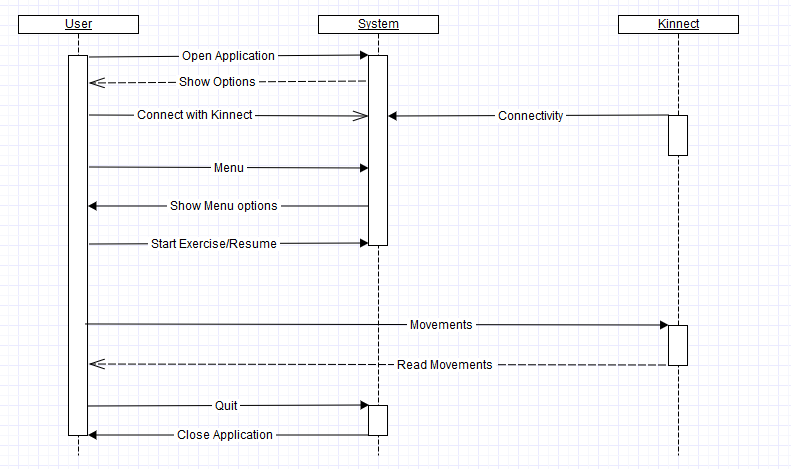 User
System
Kinnect
Open Application
Show Options
Connect with Kinnect
Connectivity
Menu
Show Menu options
Start Exercise/Resume
Movements
Read Movements
Quit
Close Application